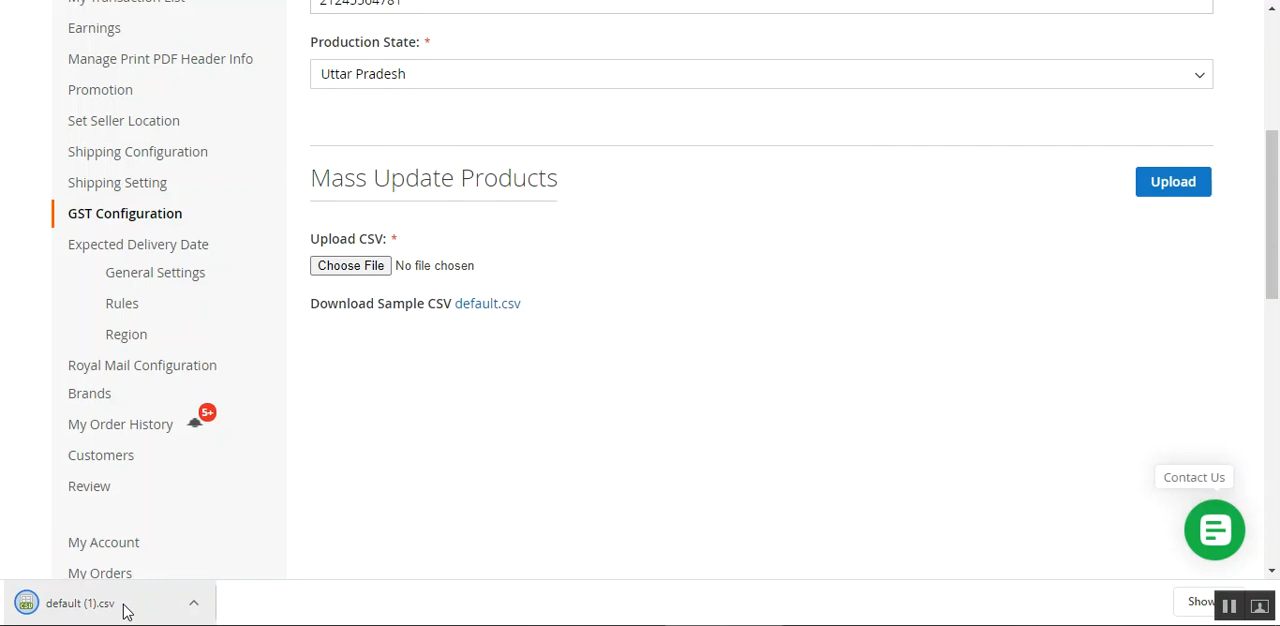 Earnings
Manage Print PDF Header Info
Promotion
Set Seller Location
Shipping Configuration
Shipping Setting
GST Configuration
Expected Delivery Date
General Settings
Rules
Region
Royal Mail Configuration
Brands
My Order History 5+
Customers
Review
My Account
My Orders
Production State: *
Uttar Pradesh
Mass Update Products
Upload
Upload CSV: *
Choose File No file chosen
Download Sample CSV default.csv
Contact Us
default (1).csv
Show